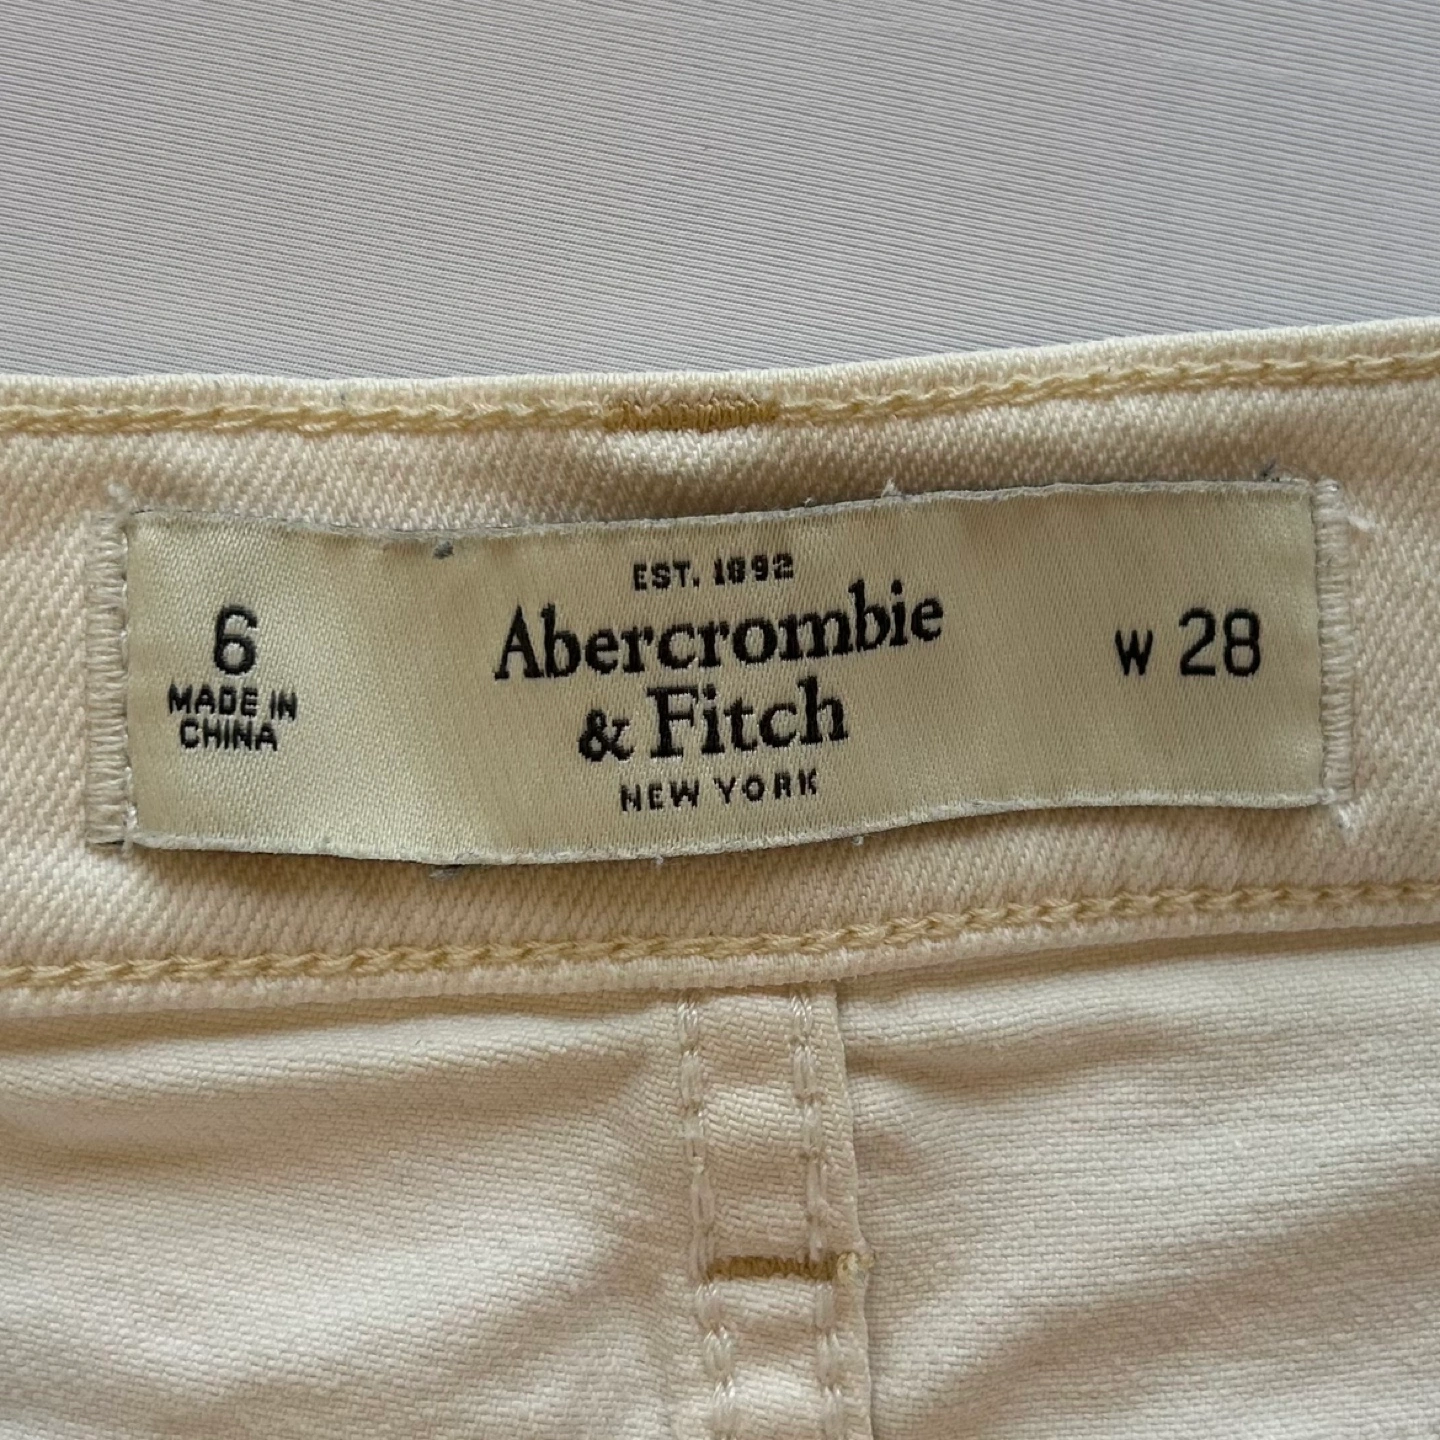 EST. 1892
Abercrombie
& Fitch
NEW YORK
6
MADE IN
CHINA
W 28